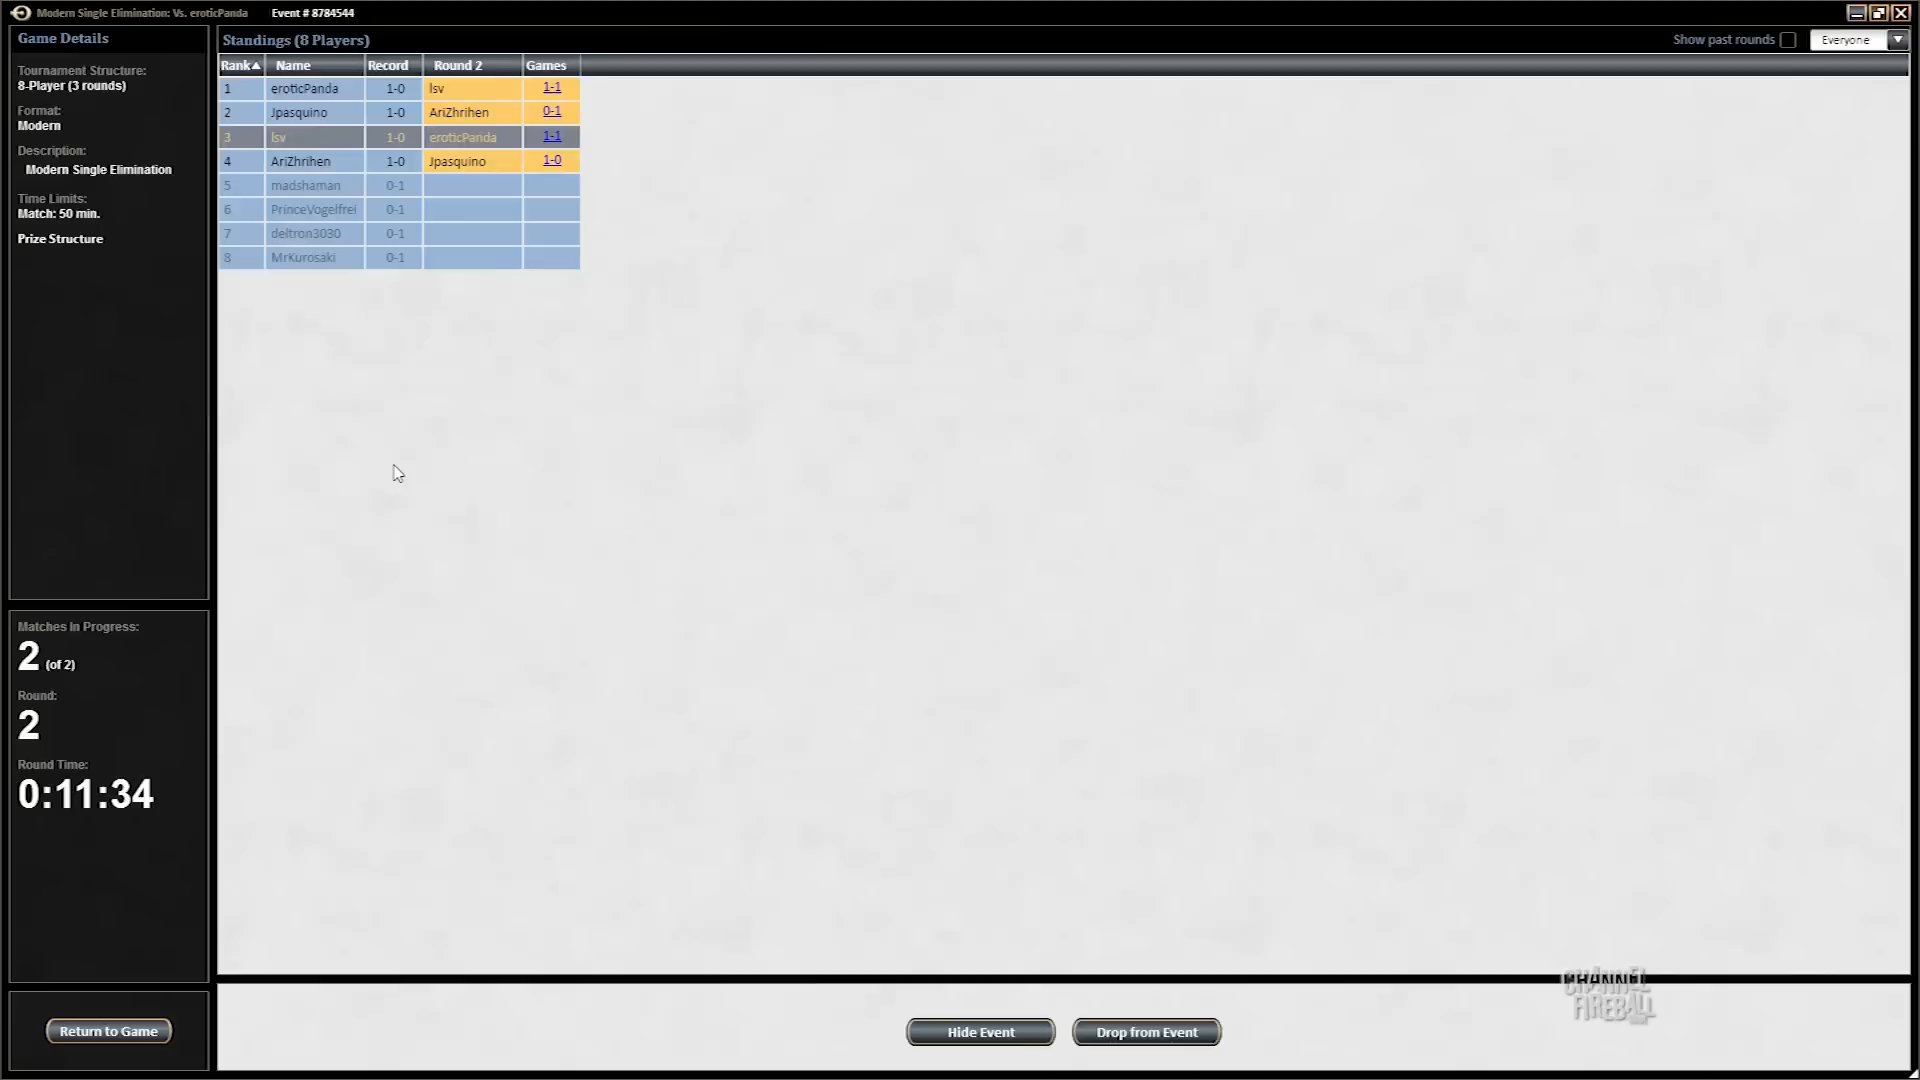 Modern Single Elimination: Vs. eroticPanda Event # 8784544
Game Details
Tournament Structure:
8-Player (3 rounds)
Format:
Modern
Description:
Modern Single Elimination
Time Limits:
Match: 50 min.
Prize Structure
Standings (8 Players) Show past rounds Everyone
Rank Name Record Round 2 Games
1 eroticPanda 1-0 lsv 1-1
2 Jpasquino 1-0 AriZhrihen 0-1
3 lsv 1-0 eroticPanda 1-1
4 AriZhrihen 1-0 Jpasquino 1-0
5 madshaman 0-1
6 PrinceVogelfrei 0-1
7 deltron3030 0-1
8 MrKurosaki 0-1
Matches In Progress:
2 (of 2)
Round:
2
Round Time:
0:11:34
Return to Game
Hide Event Drop from Event
CHANNEL
FIREBALL